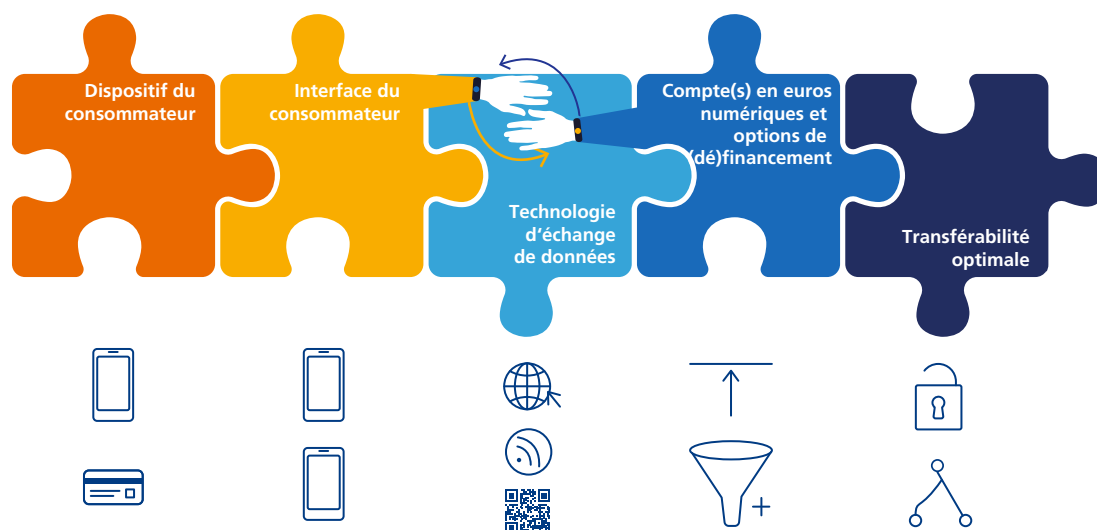 Dispositif du
consommateur
Interface du
consommateur
Technologie
d'échange
de données
Compte(s) en euros
numériques et
options de
(dé)financement
Transférabilité
optimale